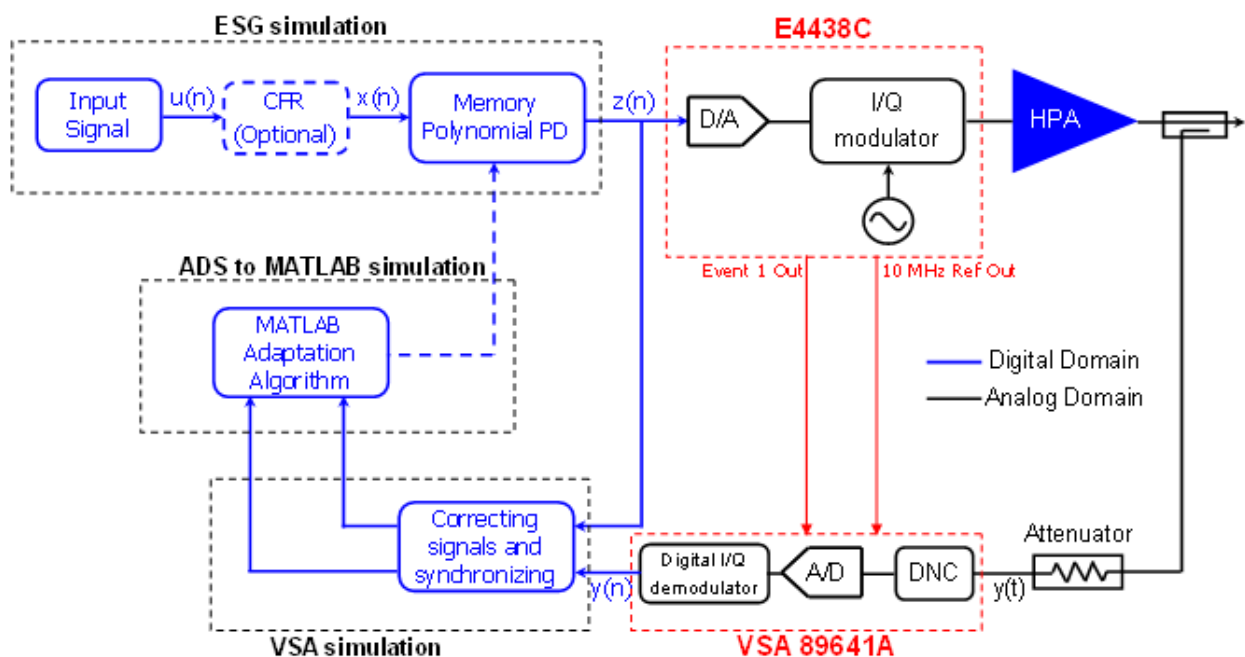 ESG simulation
E4438C
Input
Signal
u(n)
CFR
(Optional)
x(n)
Memory
Polynomial PD
z(n)
D/A
I/Q
modulator
HPA
Event 1 Out
10 MHz Ref Out
ADS to MATLAB simulation
MATLAB
Adaptation
Algorithm
Digital Domain
Analog Domain
Correcting
signals and
synchronizing
y(n)
Digital I/Q
demodulator
A/D
DNC
y(t)
Attenuator
VSA simulation
VSA 89641A